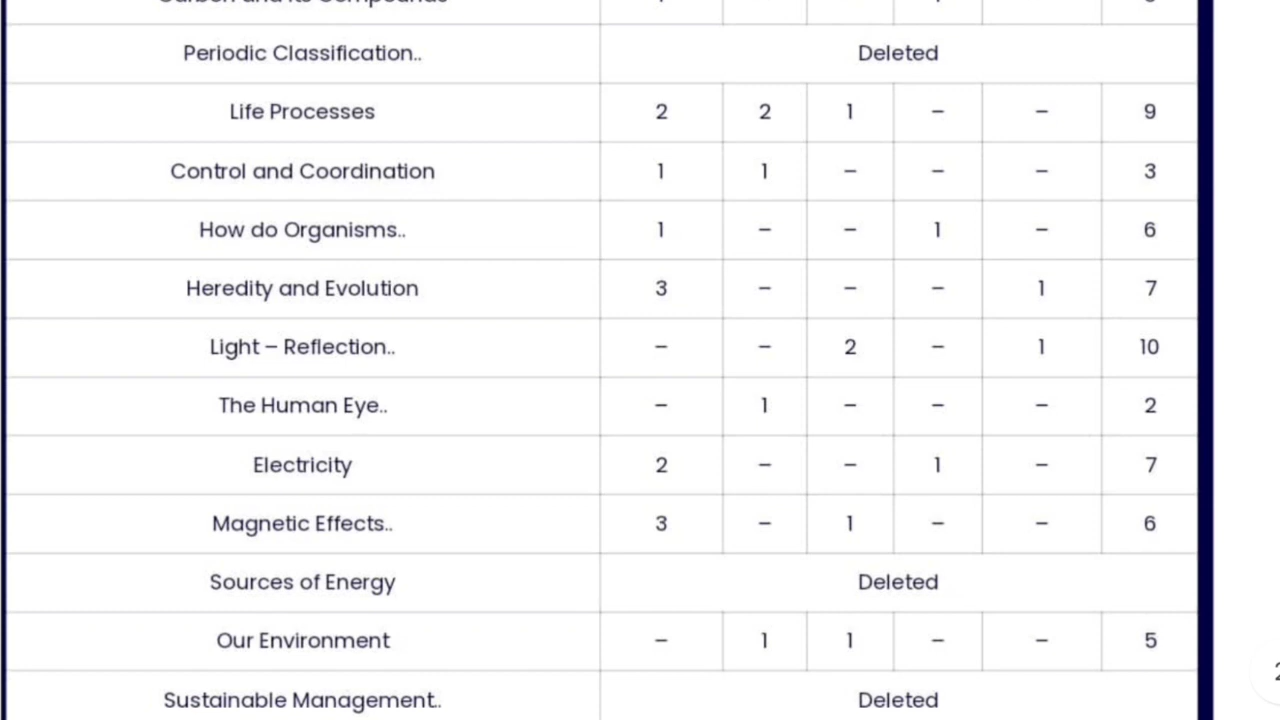 Periodic Classification.. Deleted
Life Processes 2 2 1 – – 9
Control and Coordination 1 1 – – – 3
How do Organisms.. 1 – – 1 – 6
Heredity and Evolution 3 – – – 1 7
Light – Reflection.. – – 2 – 1 10
The Human Eye.. – 1 – – – 2
Electricity 2 – – 1 – 7
Magnetic Effects.. 3 – 1 – – 6
Sources of Energy Deleted
Our Environment – 1 1 – – 5
Sustainable Management.. Deleted